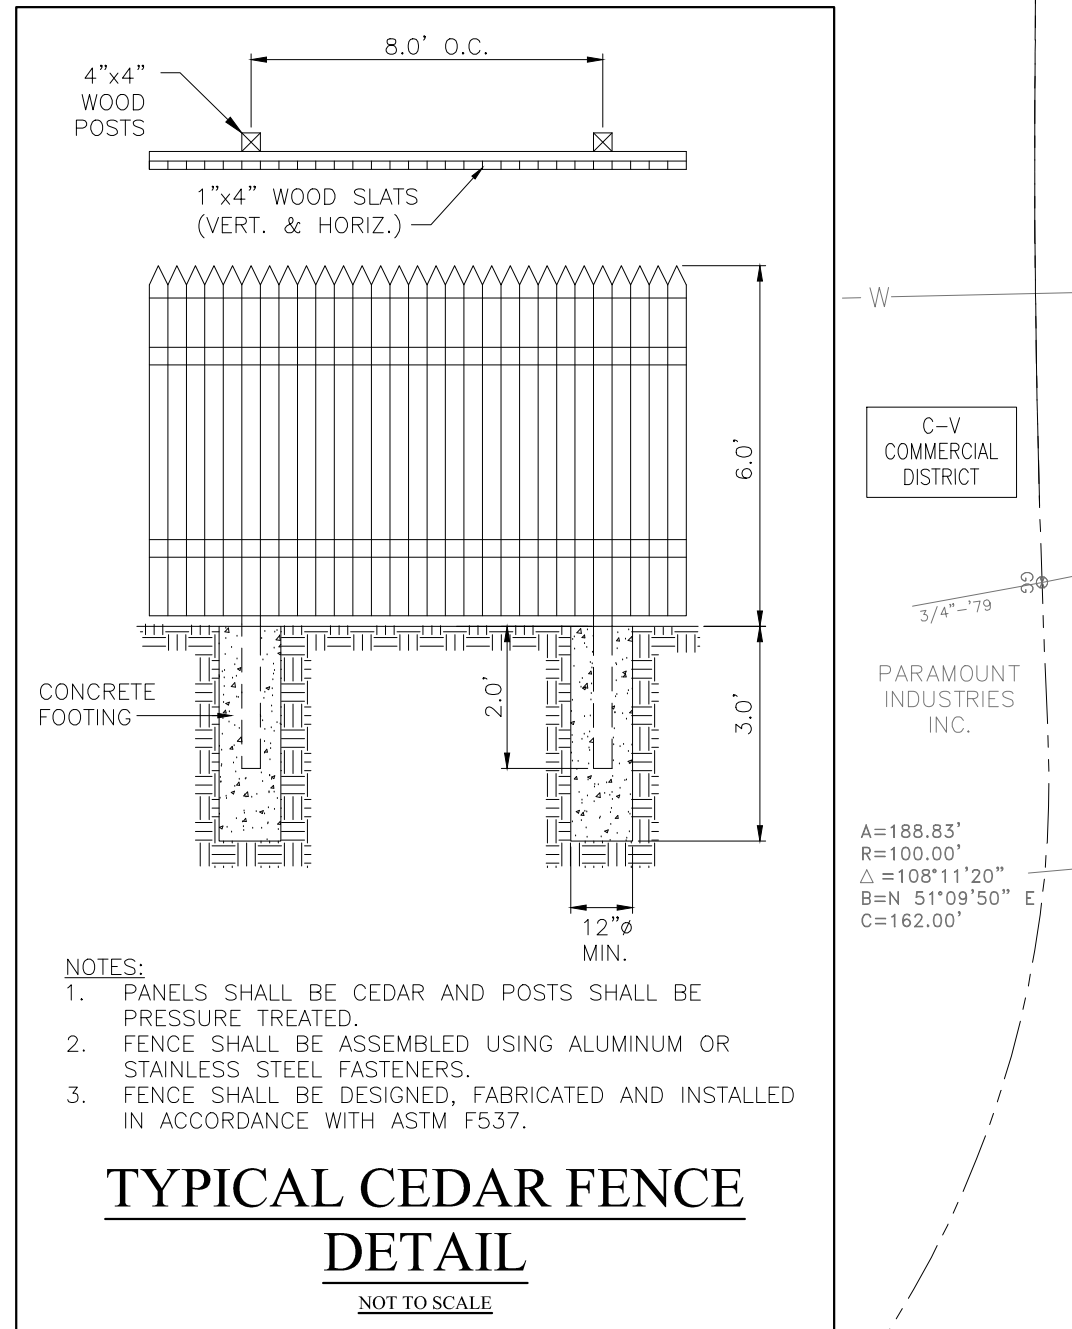 8.0' O.C.
4"x4"
WOOD
POSTS
1"x4" WOOD SLATS
(VERT. & HORIZ.)
6.0'
CONCRETE
FOOTING
2.0'
3.0'
12"Ø
MIN.
NOTES:
1. PANELS SHALL BE CEDAR AND POSTS SHALL BE
PRESSURE TREATED.
2. FENCE SHALL BE ASSEMBLED USING ALUMINUM OR
STAINLESS STEEL FASTENERS.
3. FENCE SHALL BE DESIGNED, FABRICATED AND INSTALLED
IN ACCORDANCE WITH ASTM F537.
TYPICAL CEDAR FENCE
DETAIL
NOT TO SCALE
W
C-V
COMMERCIAL
DISTRICT
GG
3/4"-'79
PARAMOUNT
INDUSTRIES
INC.
A=188.83'
R=100.00'
△ =108°11'20"
B=N 51°09'50" E
C=162.00'